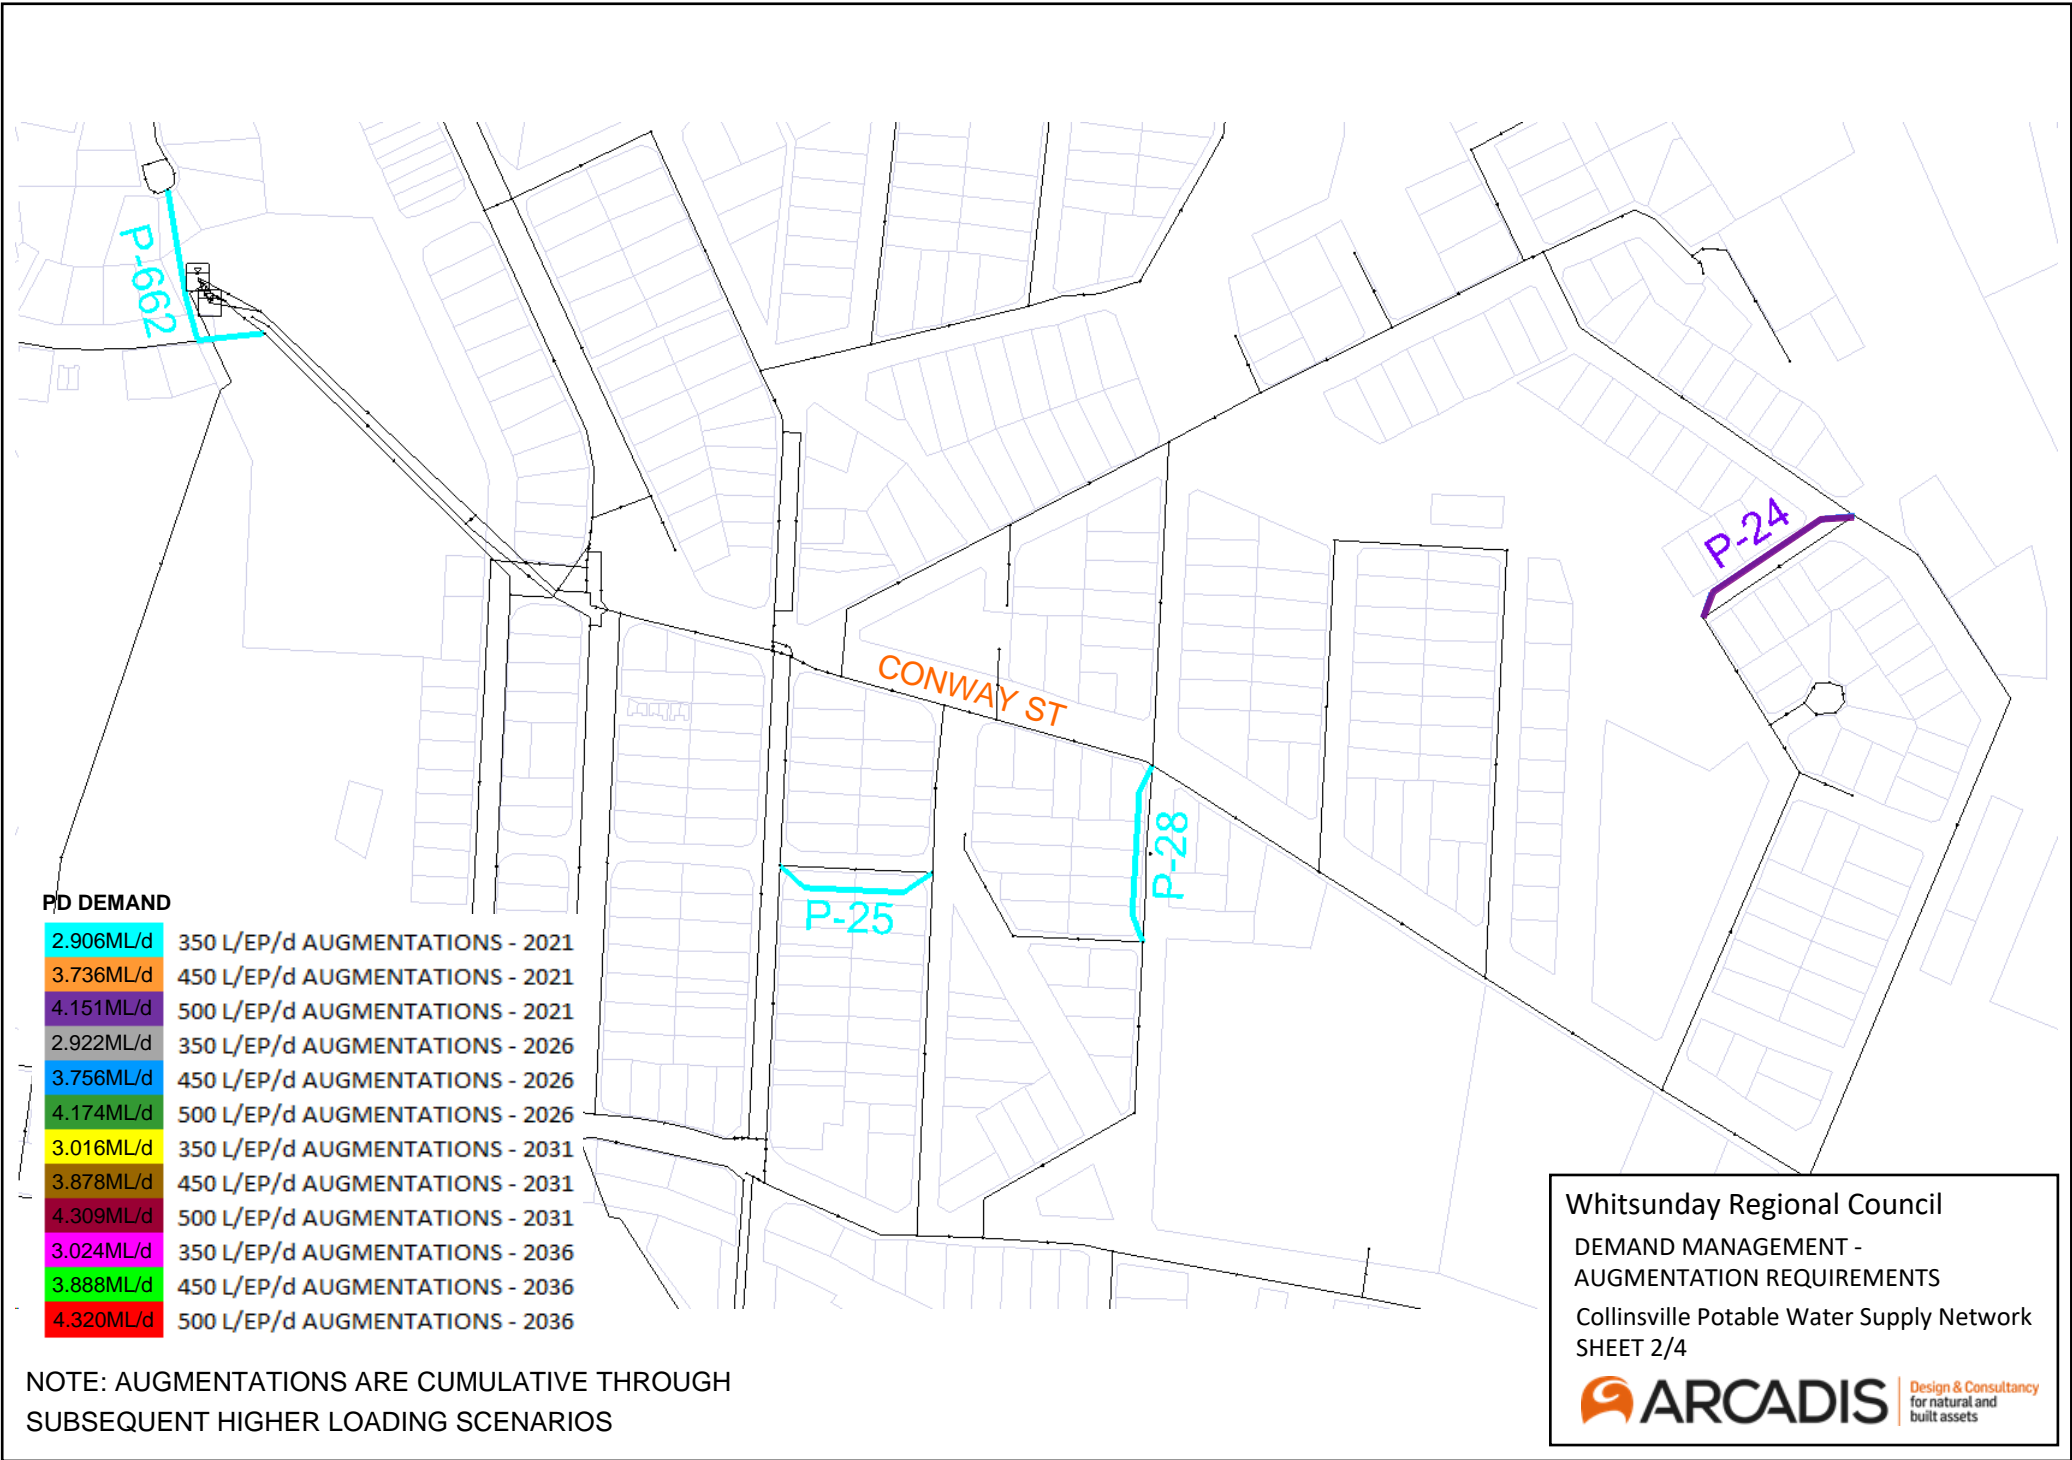 P-662
P-24
CONWAY ST
P-28
P-25
PD DEMAND
2.906ML/d 350 L/EP/d AUGMENTATIONS - 2021
3.736ML/d 450 L/EP/d AUGMENTATIONS - 2021
4.151ML/d 500 L/EP/d AUGMENTATIONS - 2021
2.922ML/d 350 L/EP/d AUGMENTATIONS - 2026
3.756ML/d 450 L/EP/d AUGMENTATIONS - 2026
4.174ML/d 500 L/EP/d AUGMENTATIONS - 2026
3.016ML/d 350 L/EP/d AUGMENTATIONS - 2031
3.878ML/d 450 L/EP/d AUGMENTATIONS - 2031
4.309ML/d 500 L/EP/d AUGMENTATIONS - 2031
3.024ML/d 350 L/EP/d AUGMENTATIONS - 2036
3.888ML/d 450 L/EP/d AUGMENTATIONS - 2036
4.320ML/d 500 L/EP/d AUGMENTATIONS - 2036
NOTE: AUGMENTATIONS ARE CUMULATIVE THROUGH
SUBSEQUENT HIGHER LOADING SCENARIOS
Whitsunday Regional Council
DEMAND MANAGEMENT -
AUGMENTATION REQUIREMENTS
Collinsville Potable Water Supply Network
SHEET 2/4
ARCADIS
Design & Consultancy
for natural and
built assets